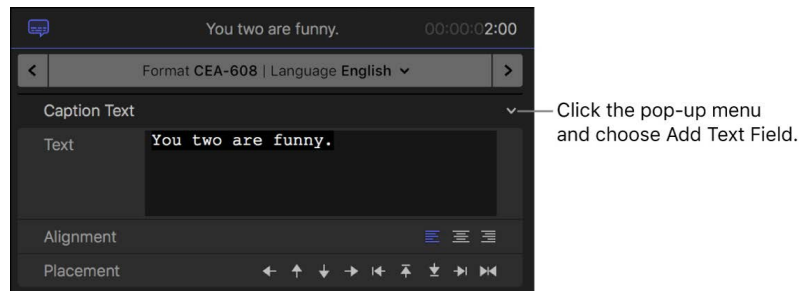 You two are funny. 00:00:02:00
Format CEA-608 | Language English
Caption Text
Click the pop-up menu
and choose Add Text Field.
Text
You two are funny.
Alignment
Placement